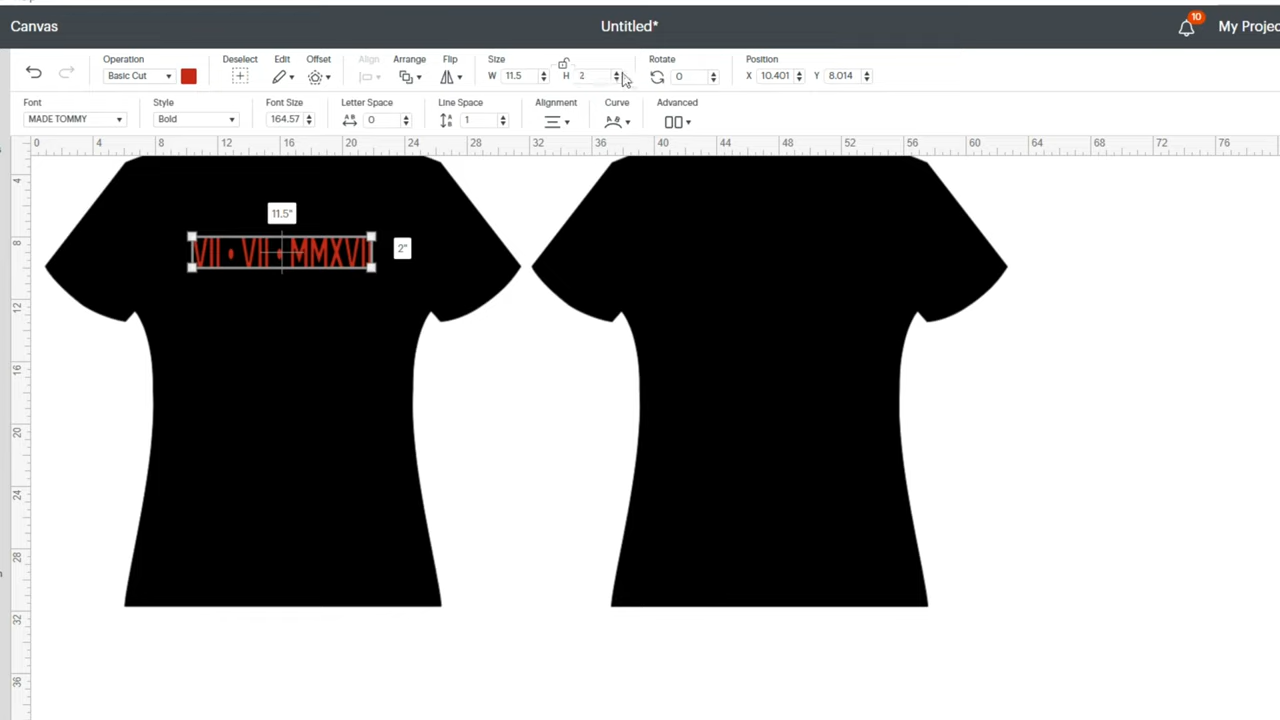 Canvas
Untitled*
10
My Projec
Operation
Basic Cut
Deselect
Edit
Offset
Align
Arrange
Flip
Size
W 11.5
H 2
Rotate
0
Position
X 10.401
Y 8.014
Font
MADE TOMMY
Style
Bold
Font Size
164.57
Letter Space
0
Line Space
1
Alignment
Curve
Advanced
0 4 8 12 16 20 24 28 32 36 40 44 48 52 56 60 64 68 72 76
4
8
12
16
20
24
28
32
36
11.5"
VII • VII • MMXVII
2"